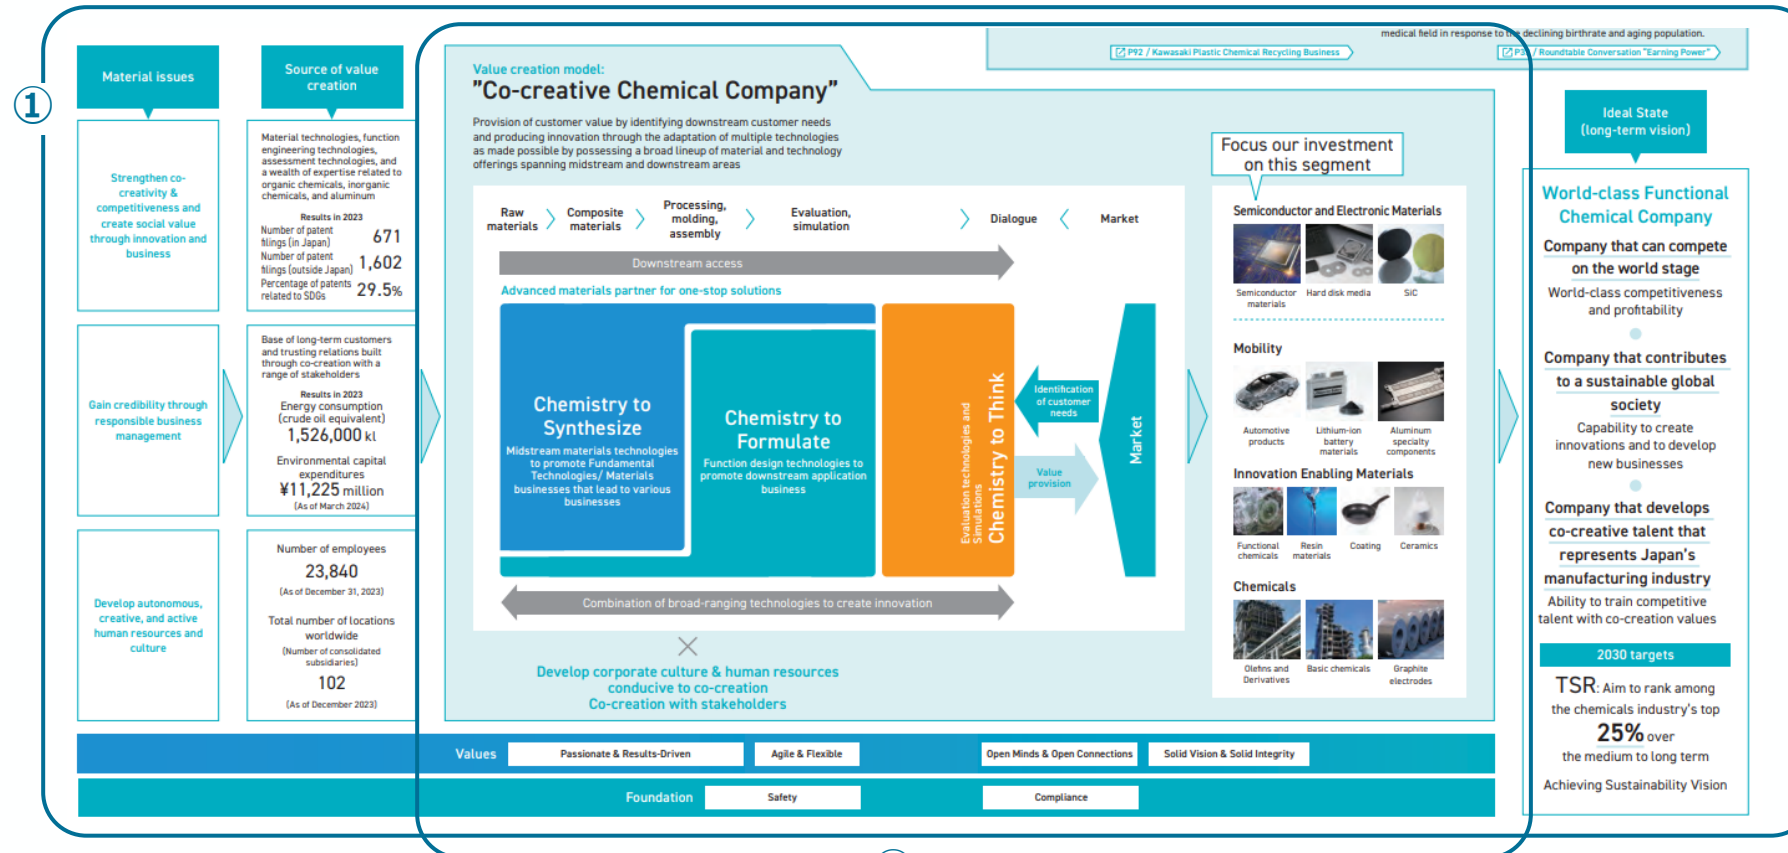 ①
medical field in response to the declining birthrate and aging population.
P92 / Kawasaki Plastic Chemical Recycling Business
/ Roundtable Conversation "Earning Power"
Material issues
Strengthen co-
creativity &
competitiveness and
create social value
through innovation and
business
Gain credibility through
responsible business
management
Develop autonomous,
creative, and active
human resources and
culture
Source of value
creation
Material technologies, function
engineering technologies,
assessment technologies, and
a wealth of expertise related to
organic chemicals, inorganic
chemicals, and aluminum
Results in 2023
Number of patent
filings (in Japan) 671
Number of patent
filings (outside Japan) 1,602
Percentage of patents
related to SDGs 29.5%
Base of long-term customers
and trusting relations built
through co-creation with a
range of stakeholders
Results in 2023
Energy consumption
(crude oil equivalent)
1,526,000 kl
Environmental capital
expenditures
¥11,225 million
(As of March 2024)
Number of employees
23,840
(As of December 31, 2023)
Total number of locations
worldwide
(Number of consolidated
subsidiaries)
102
(As of December 2023)
Value creation model:
"Co-creative Chemical Company"
Provision of customer value by identifying downstream customer needs
and producing innovation through the adaptation of multiple technologies
as made possible by possessing a broad lineup of material and technology
offerings spanning midstream and downstream areas
Raw
materials
Composite
materials
Processing,
molding,
assembly
Evaluation,
simulation
Dialogue
Market
Downstream access
Advanced materials partner for one-stop solutions
Chemistry to
Synthesize
Midstream materials technologies
to promote Fundamental
Technologies/ Materials
businesses that lead to various
businesses
Chemistry to
Formulate
Function design technologies to
promote downstream application
business
Evaluation technologies and
Simulations
Chemistry to Think
Identification
of customer
needs
Value
provision
Market
Combination of broad-ranging technologies to create innovation
Develop corporate culture & human resources
conducive to co-creation
Co-creation with stakeholders
Focus our investment
on this segment
Semiconductor and Electronic Materials
Semiconductor
materials
Hard disk media
SiC
Mobility
Automotive
products
Lithium-ion
battery
materials
Aluminum
specialty
components
Innovation Enabling Materials
Functional
chemicals
Resin
materials
Coating
Ceramics
Chemicals
Olefins and
Derivatives
Basic chemicals
Graphite
electrodes
Ideal State
(long-term vision)
World-class Functional
Chemical Company
Company that can compete
on the world stage
World-class competitiveness
and profitability
Company that contributes
to a sustainable global
society
Capability to create
innovations and to develop
new businesses
Company that develops
co-creative talent that
represents Japan's
manufacturing industry
Ability to train competitive
talent with co-creation values
2030 targets
TSR: Aim to rank among
the chemicals industry's top
25% over
the medium to long term
Achieving Sustainability Vision
Values
Passionate & Results-Driven
Agile & Flexible
Open Minds & Open Connections
Solid Vision & Solid Integrity
Foundation
Safety
Compliance